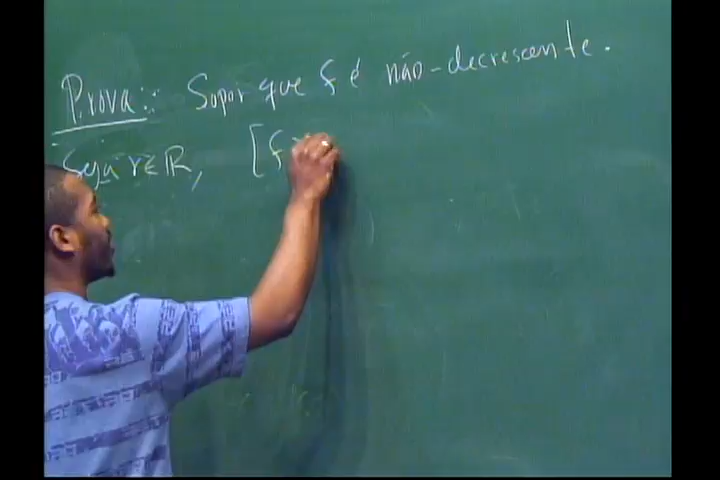 Prova:: Supor que f é não-decrescente.
Seja r ∈ ℝ, [f